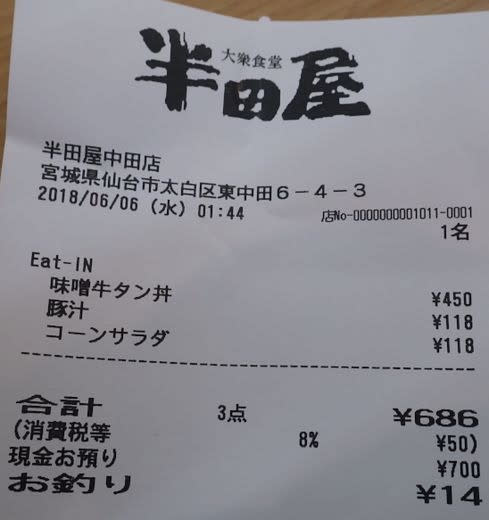 大衆食堂
半田屋
半田屋中田店
宮城県仙台市太白区東中田6-4-3
2018/06/06 (水) 01:44
店No-0000000001011-0001
1名
Eat-IN
味噌牛タン丼 ¥450
豚汁 ¥118
コーンサラダ ¥118
合計 3点 ¥686
(消費税等 8% ¥50)
現金お預り ¥700
お釣り ¥14